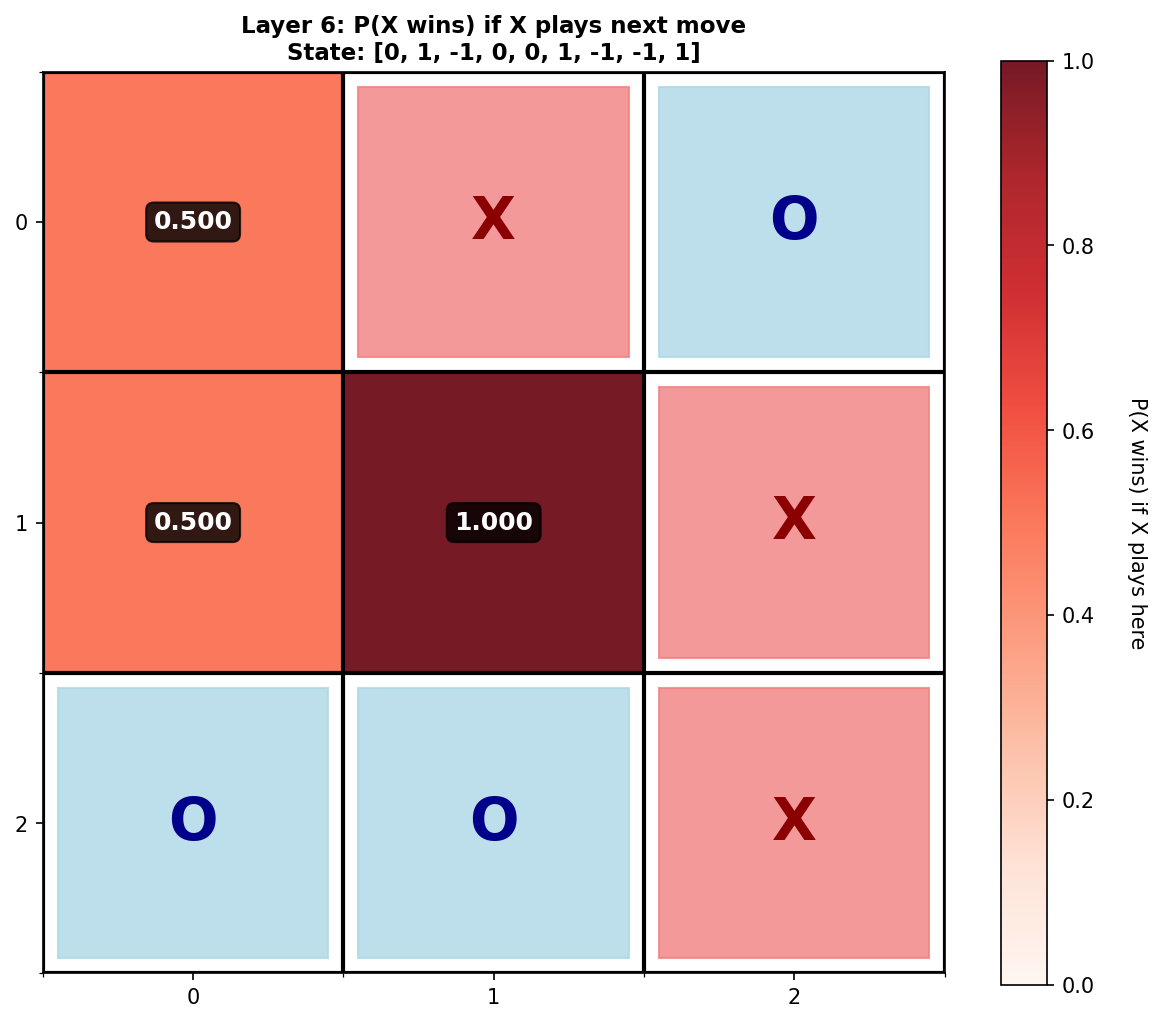 Layer 6: P(X wins) if X plays next move
State: [0, 1, -1, 0, 0, 1, -1, -1, 1]
0
0.500
X
O
1
0.500
1.000
X
2
O
O
X
0
1
2
1.0
0.8
0.6
0.4
0.2
0.0
P(X wins) if X plays here